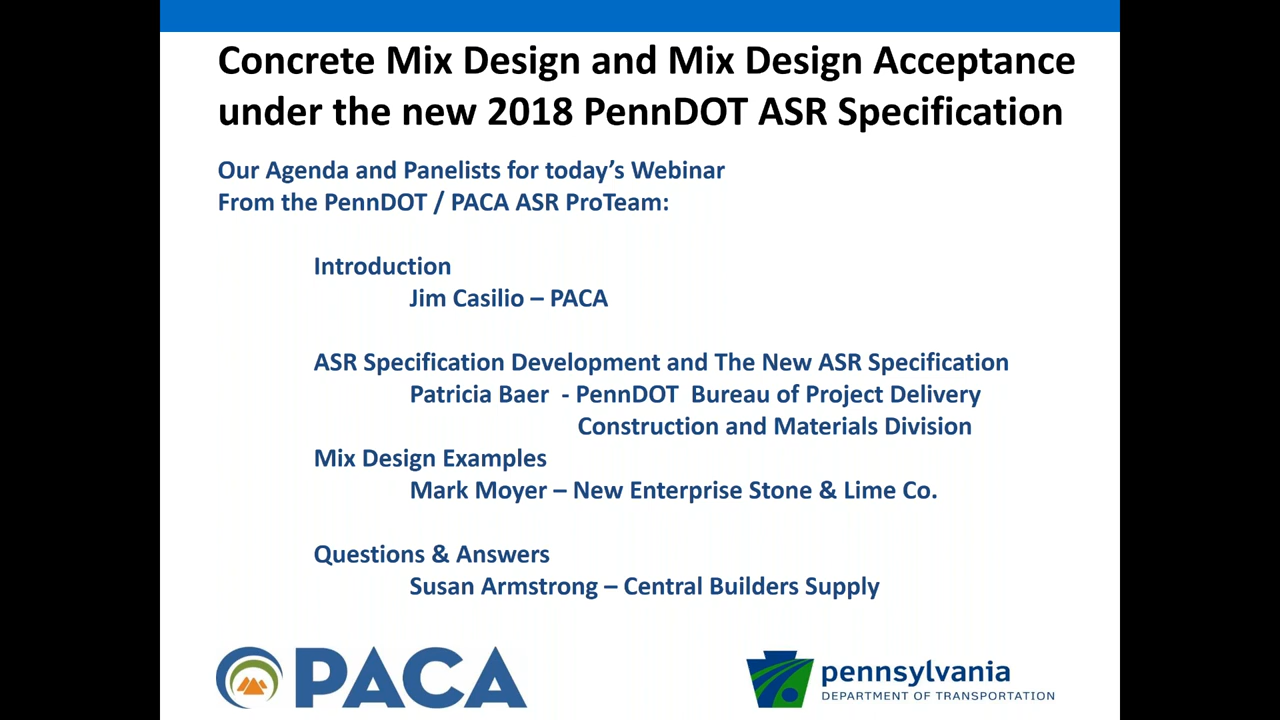 Concrete Mix Design and Mix Design Acceptance
under the new 2018 PennDOT ASR Specification
Our Agenda and Panelists for today's Webinar
From the PennDOT / PACA ASR ProTeam:
Introduction
Jim Casilio – PACA
ASR Specification Development and The New ASR Specification
Patricia Baer - PennDOT Bureau of Project Delivery
Construction and Materials Division
Mix Design Examples
Mark Moyer – New Enterprise Stone & Lime Co.
Questions & Answers
Susan Armstrong – Central Builders Supply
PACA
pennsylvania
DEPARTMENT OF TRANSPORTATION